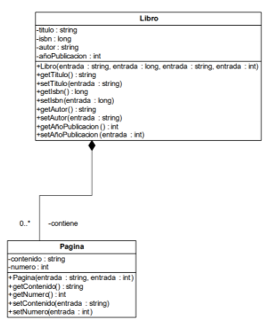 Libro
-titulo : string
-isbn : long
-autor : string
-añoPublicacion : int
+Libro(entrada : string, entrada : long, entrada : string, entrada : int)
+getTitulo() : string
+setTitulo(entrada : string)
+getIsbn() : long
+setIsbn(entrada : long)
+getAutor() : string
+setAutor(entrada : string)
+getAñoPublicacion () : int
+setAñoPublicacion (entrada : int)
0..* -contiene
Pagina
-contenido : string
-numero : int
+Pagina(entrada : string, entrada : int)
+getContenido() : string
+getNumero() : int
+setContenido(entrada : string)
+setNumero(entrada : int)